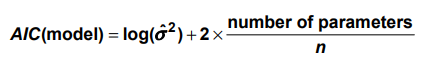 AIC(model) = log(σ̂²) + 2 × number of parameters / n